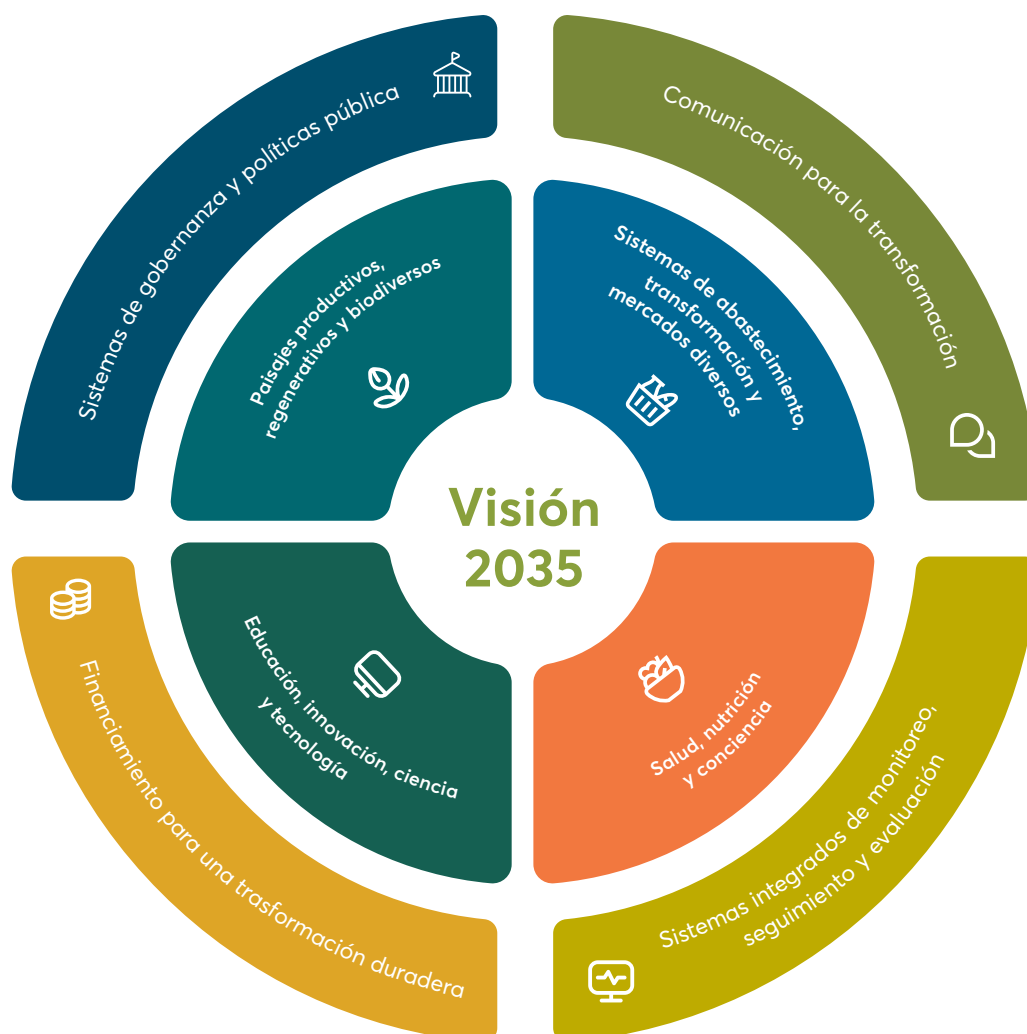 Sistemas de gobernanza y políticas pública
Comunicación para la transformación
Paisajes productivos,
regenerativos y biodiversos
Sistemas de abastecimiento,
transformación y
mercados diversos
Visión
2035
Educación, innovación, ciencia
y tecnología
Salud, nutrición
y conciencia
Financiamiento para una trasformación duradera
Sistemas integrados de monitoreo,
seguimiento y evaluación